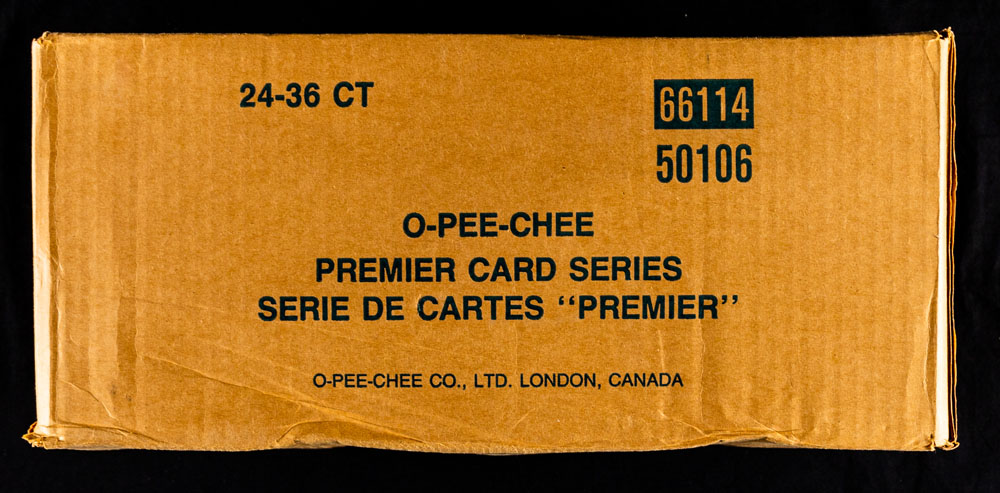 24-36 CT
66114
50106
O-PEE-CHEE
PREMIER CARD SERIES
SERIE DE CARTES "PREMIER"
O-PEE-CHEE CO., LTD. LONDON, CANADA